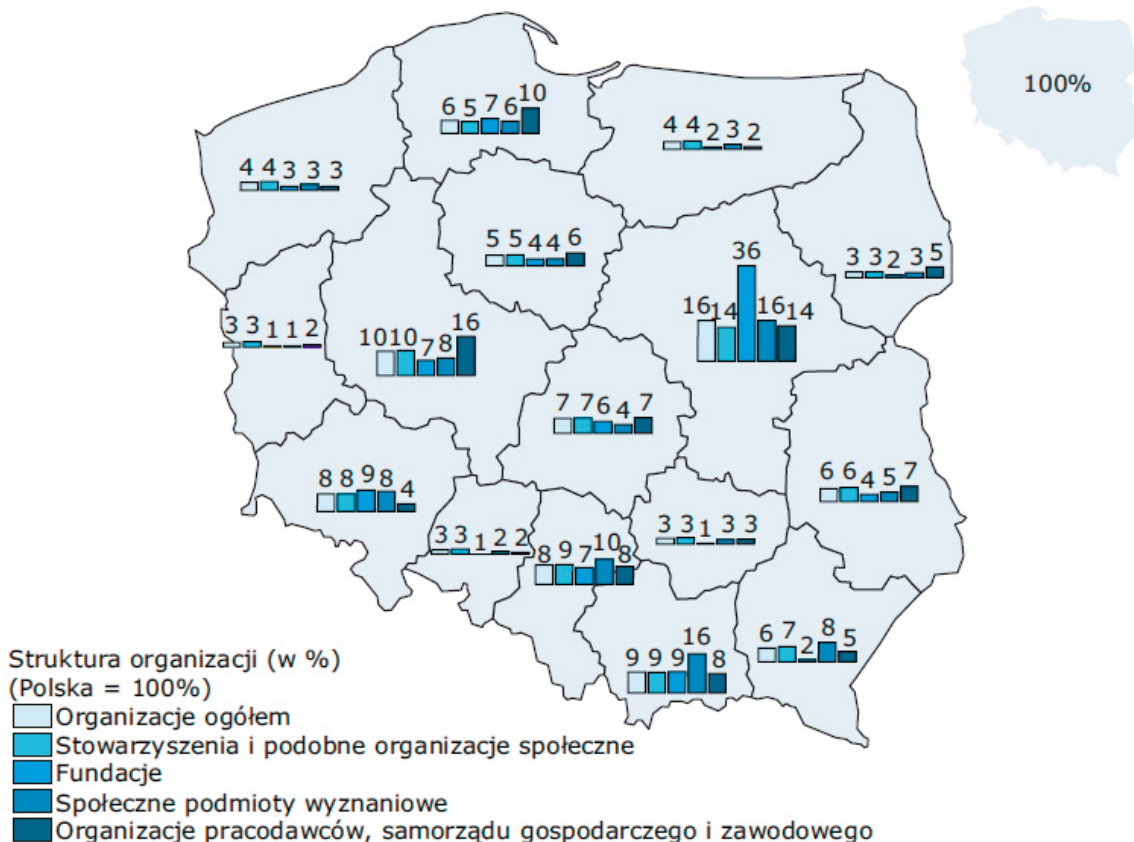 100%
6 5 7 6 10
4 4 2 3 2
4 4 3 3 3
5 5 4 4 6
36
3 3 2 3 5
16 14 16 14
3 3 1 1 2
16
10 10 7 8
7 7 6 4 7
6 6 4 5 7
8 8 9 8 4
3 3 1 2 2
3 3 1 3 3
8 9 7 10 8
6 7 2 8 5
9 9 9 16 8
Struktura organizacji (w %)
(Polska = 100%)
Organizacje ogółem
Stowarzyszenia i podobne organizacje społeczne
Fundacje
Społeczne podmioty wyznaniowe
Organizacje pracodawców, samorządu gospodarczego i zawodowego